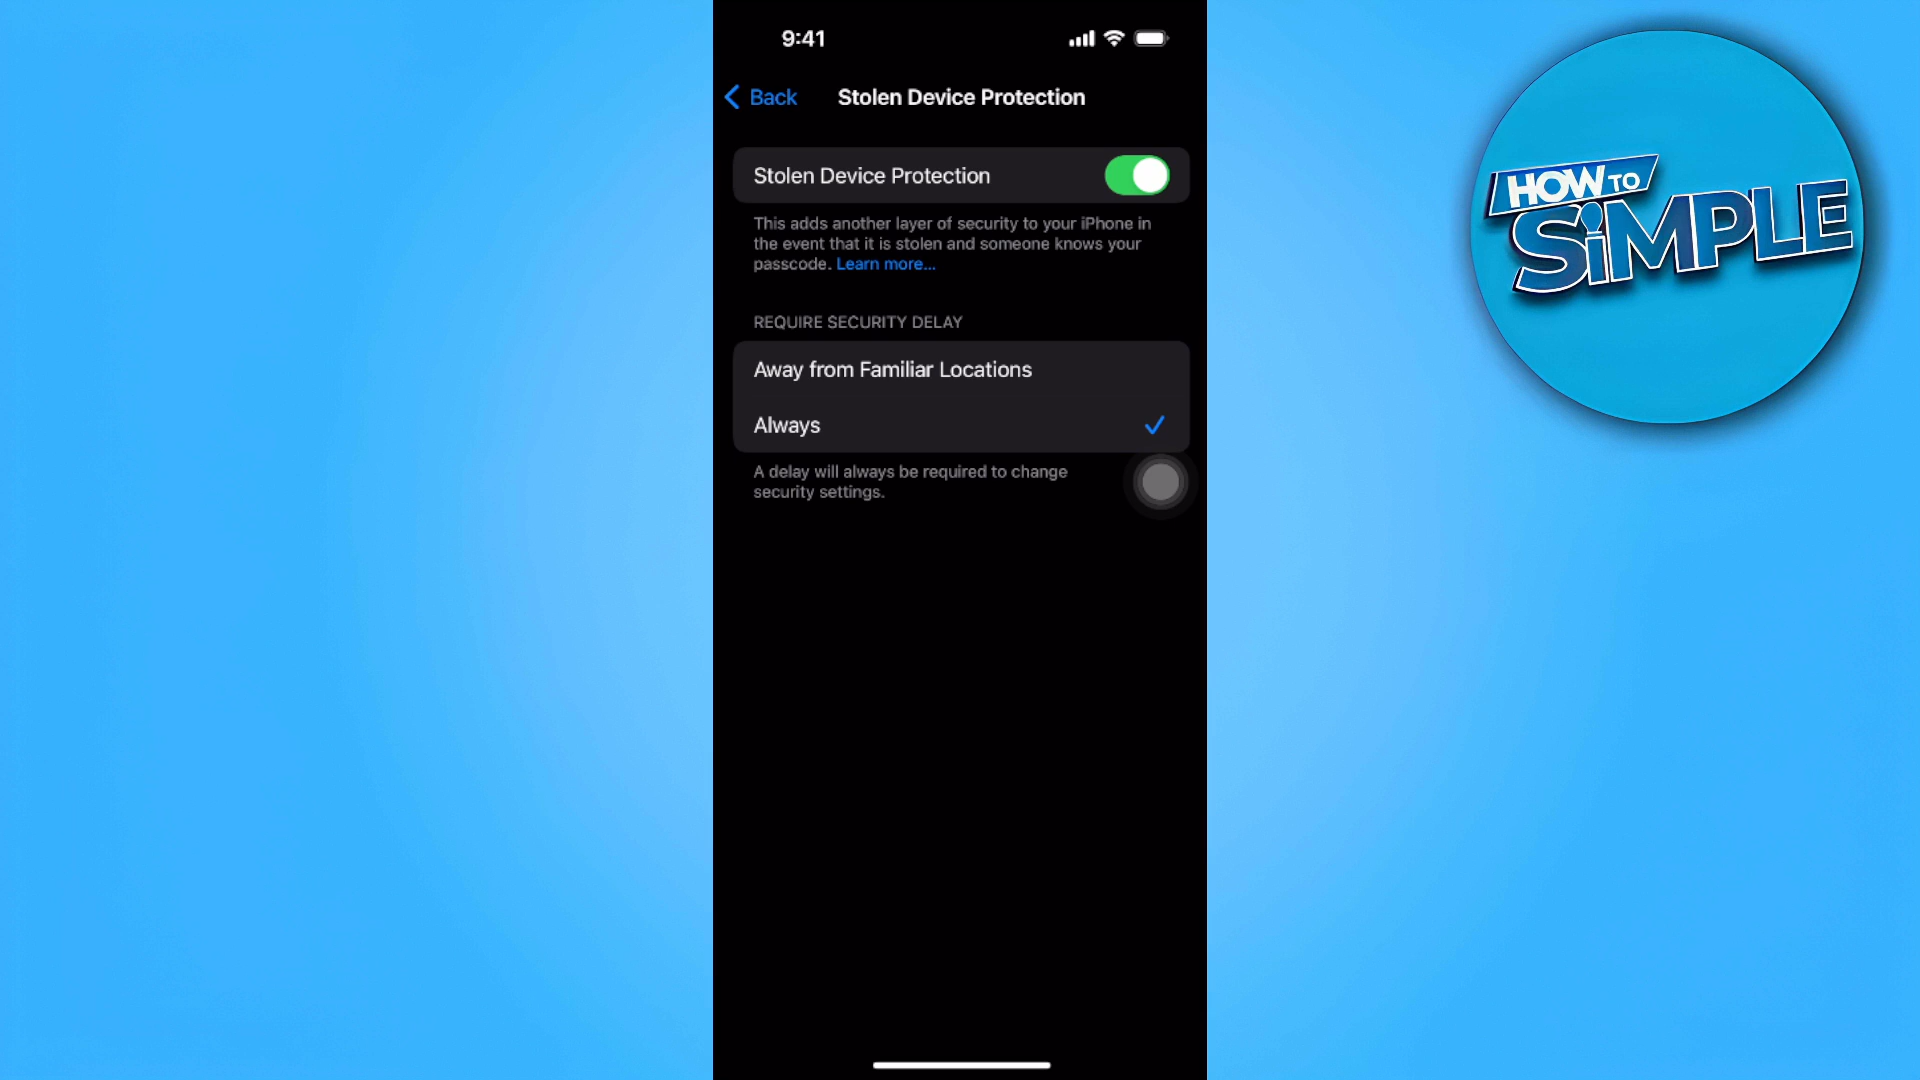 9:41
Back
Stolen Device Protection
Stolen Device Protection
This adds another layer of security to your iPhone in
the event that it is stolen and someone knows your
passcode. Learn more...
REQUIRE SECURITY DELAY
Away from Familiar Locations
Always
A delay will always be required to change
security settings.
HOW TO
SiMPLE